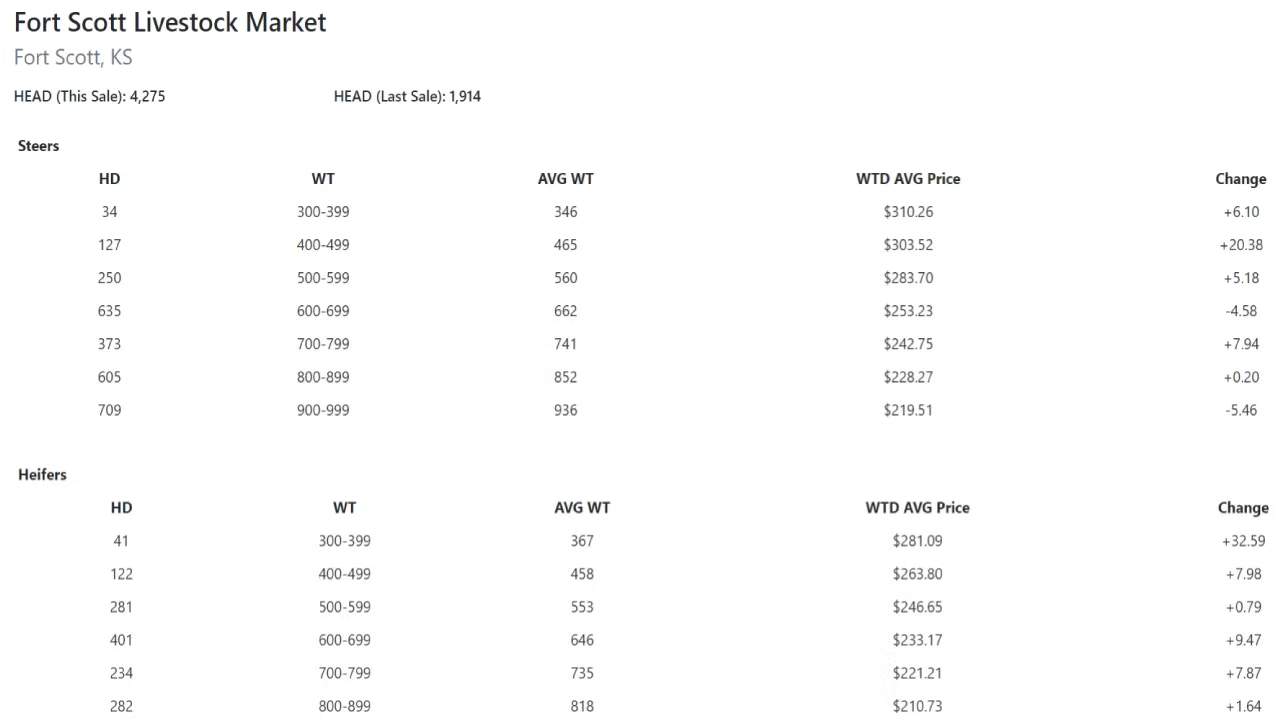 Fort Scott Livestock Market
Fort Scott, KS
HEAD (This Sale): 4,275 HEAD (Last Sale): 1,914
Steers
HD WT AVG WT WTD AVG Price Change
34 300-399 346 $310.26 +6.10
127 400-499 465 $303.52 +20.38
250 500-599 560 $283.70 +5.18
635 600-699 662 $253.23 -4.58
373 700-799 741 $242.75 +7.94
605 800-899 852 $228.27 +0.20
709 900-999 936 $219.51 -5.46
Heifers
HD WT AVG WT WTD AVG Price Change
41 300-399 367 $281.09 +32.59
122 400-499 458 $263.80 +7.98
281 500-599 553 $246.65 +0.79
401 600-699 646 $233.17 +9.47
234 700-799 735 $221.21 +7.87
282 800-899 818 $210.73 +1.64